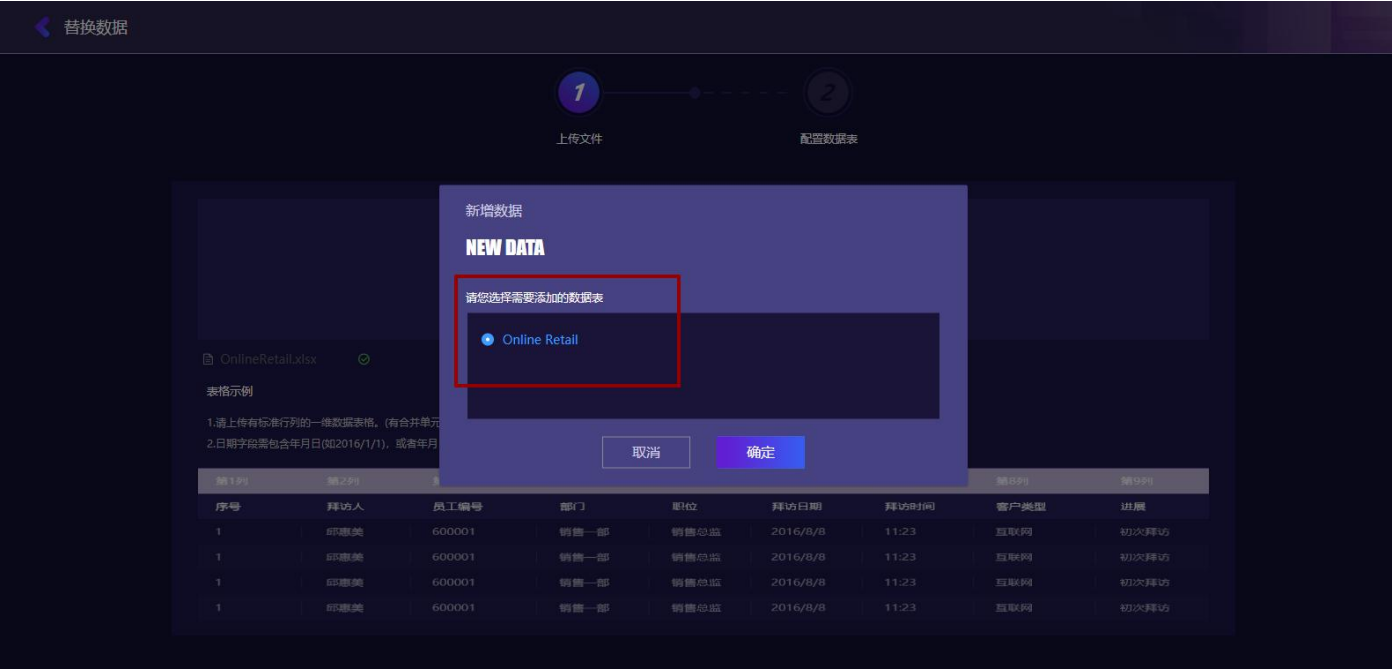 替换数据
1
2
上传文件
配置数据表
新增数据
NEW DATA
请您选择需要添加的数据表
Online Retail
OnlineRetail.xlsx
表格示例
1.请上传有标准行列的一维数据表格。(有合并单元
2.日期字段需包含年月日(如2016/1/1),或者年月
取消
确定
第1列 第2列 第8列 第9列
序号 拜访人 员工编号 部门 职位 拜访日期 拜访时间 客户类型 进展
1 邱惠美 600001 销售一部 销售总监 2016/8/8 11:23 互联网 初次拜访
1 邱惠美 600001 销售一部 销售总监 2016/8/8 11:23 互联网 初次拜访
1 邱惠美 600001 销售一部 销售总监 2016/8/8 11:23 互联网 初次拜访
1 邱惠美 600001 销售一部 销售总监 2016/8/8 11:23 互联网 初次拜访